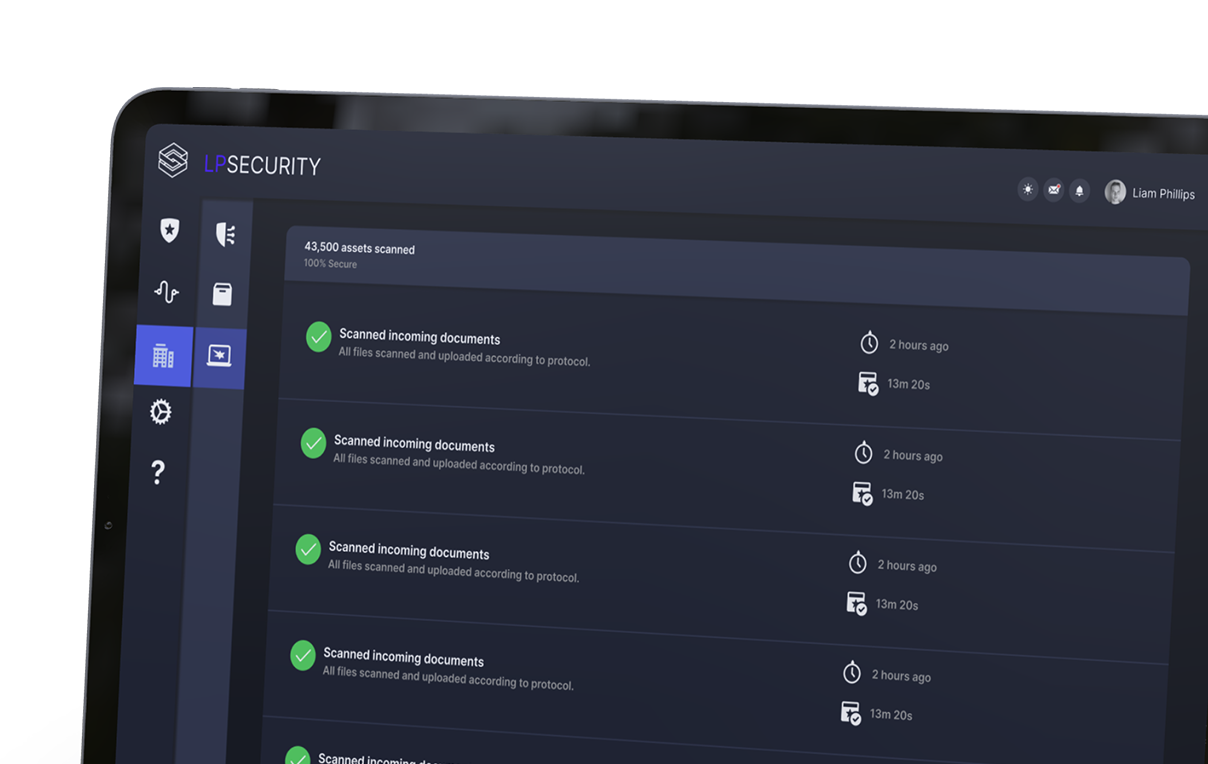 LPSECURITY
Liam Phillips
43,500 assets scanned
100% Secure
Scanned incoming documents
All files scanned and uploaded according to protocol.
2 hours ago
13m 20s
Scanned incoming documents
All files scanned and uploaded according to protocol.
2 hours ago
13m 20s
Scanned incoming documents
All files scanned and uploaded according to protocol.
2 hours ago
13m 20s
Scanned incoming documents
All files scanned and uploaded according to protocol.
2 hours ago
13m 20s
Scanned incoming